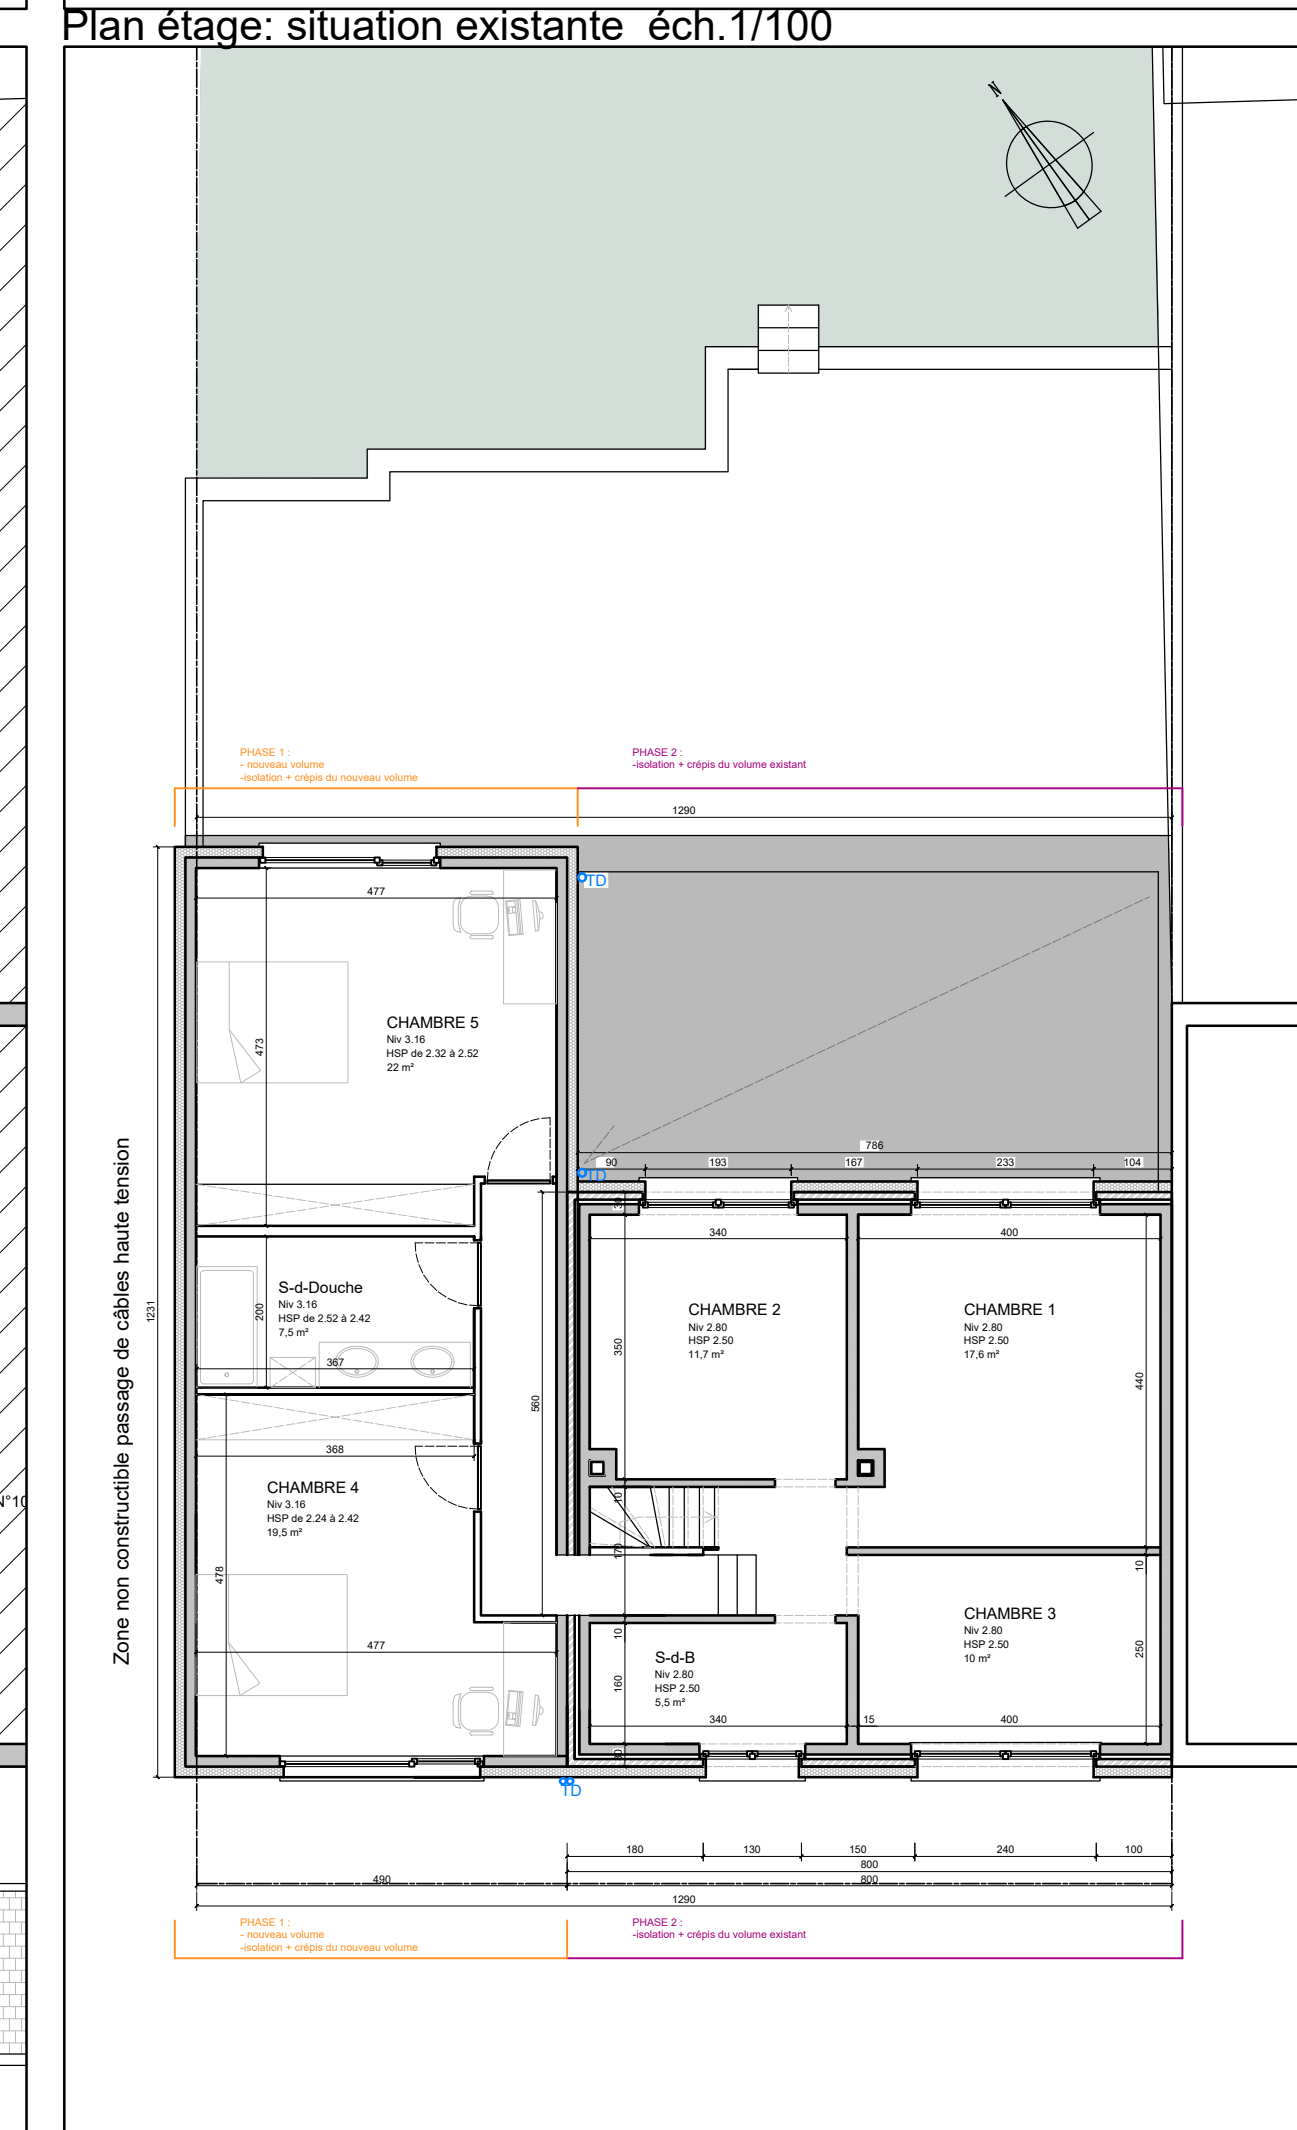 Plan étage: situation existante éch.1/100
N
PHASE 1 :
- nouveau volume
-isolation + crépis du nouveau volume
PHASE 2 :
-isolation + crépis du volume existant
1290
477
TD
CHAMBRE 5
Niv 3.16
HSP de 2.32 à 2.52
22 m²
473
786
90
193
167
233
104
TD
30
340
400
Zone non constructible passage de câbles haute tension
1231
S-d-Douche
Niv 3.16
HSP de 2.52 à 2.42
7,5 m²
200
367
CHAMBRE 2
Niv 2.80
HSP 2.50
11,7 m²
350
CHAMBRE 1
Niv 2.80
HSP 2.50
17,6 m²
440
560
368
CHAMBRE 4
Niv 3.16
HSP de 2.24 à 2.42
19,5 m²
478
N°10
10
170
10
477
10
S-d-B
Niv 2.80
HSP 2.50
5,5 m²
160
340
15
CHAMBRE 3
Niv 2.80
HSP 2.50
10 m²
250
400
30
TD
180
130
150
240
100
800
490
800
1290
PHASE 1 :
- nouveau volume
-isolation + crépis du nouveau volume
PHASE 2 :
-isolation + crépis du volume existant